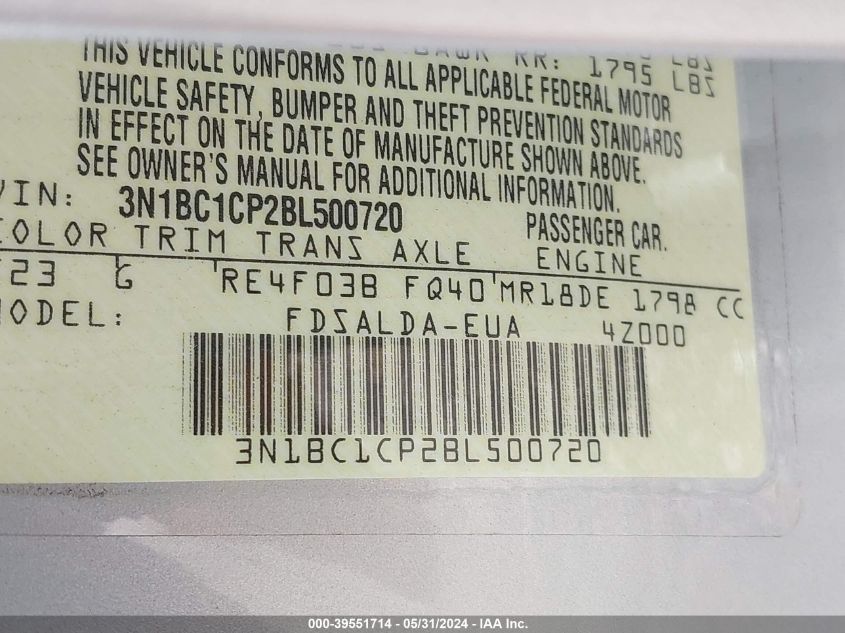 GAWR RR: 1795 LBS
THIS VEHICLE CONFORMS TO ALL APPLICABLE FEDERAL MOTOR
VEHICLE SAFETY, BUMPER AND THEFT PREVENTION STANDARDS
IN EFFECT ON THE DATE OF MANUFACTURE SHOWN ABOVE.
SEE OWNER'S MANUAL FOR ADDITIONAL INFORMATION.
VIN: 3N1BC1CP2BL500720 PASSENGER CAR.
COLOR TRIM TRANS AXLE ENGINE
23 G RE4F03B FQ40 MR18DE 1798 CC
MODEL: FDSALDA-EUA 4Z000
3N1BC1CP2BL500720
000-39551714 - 05/31/2024 - IAA Inc.